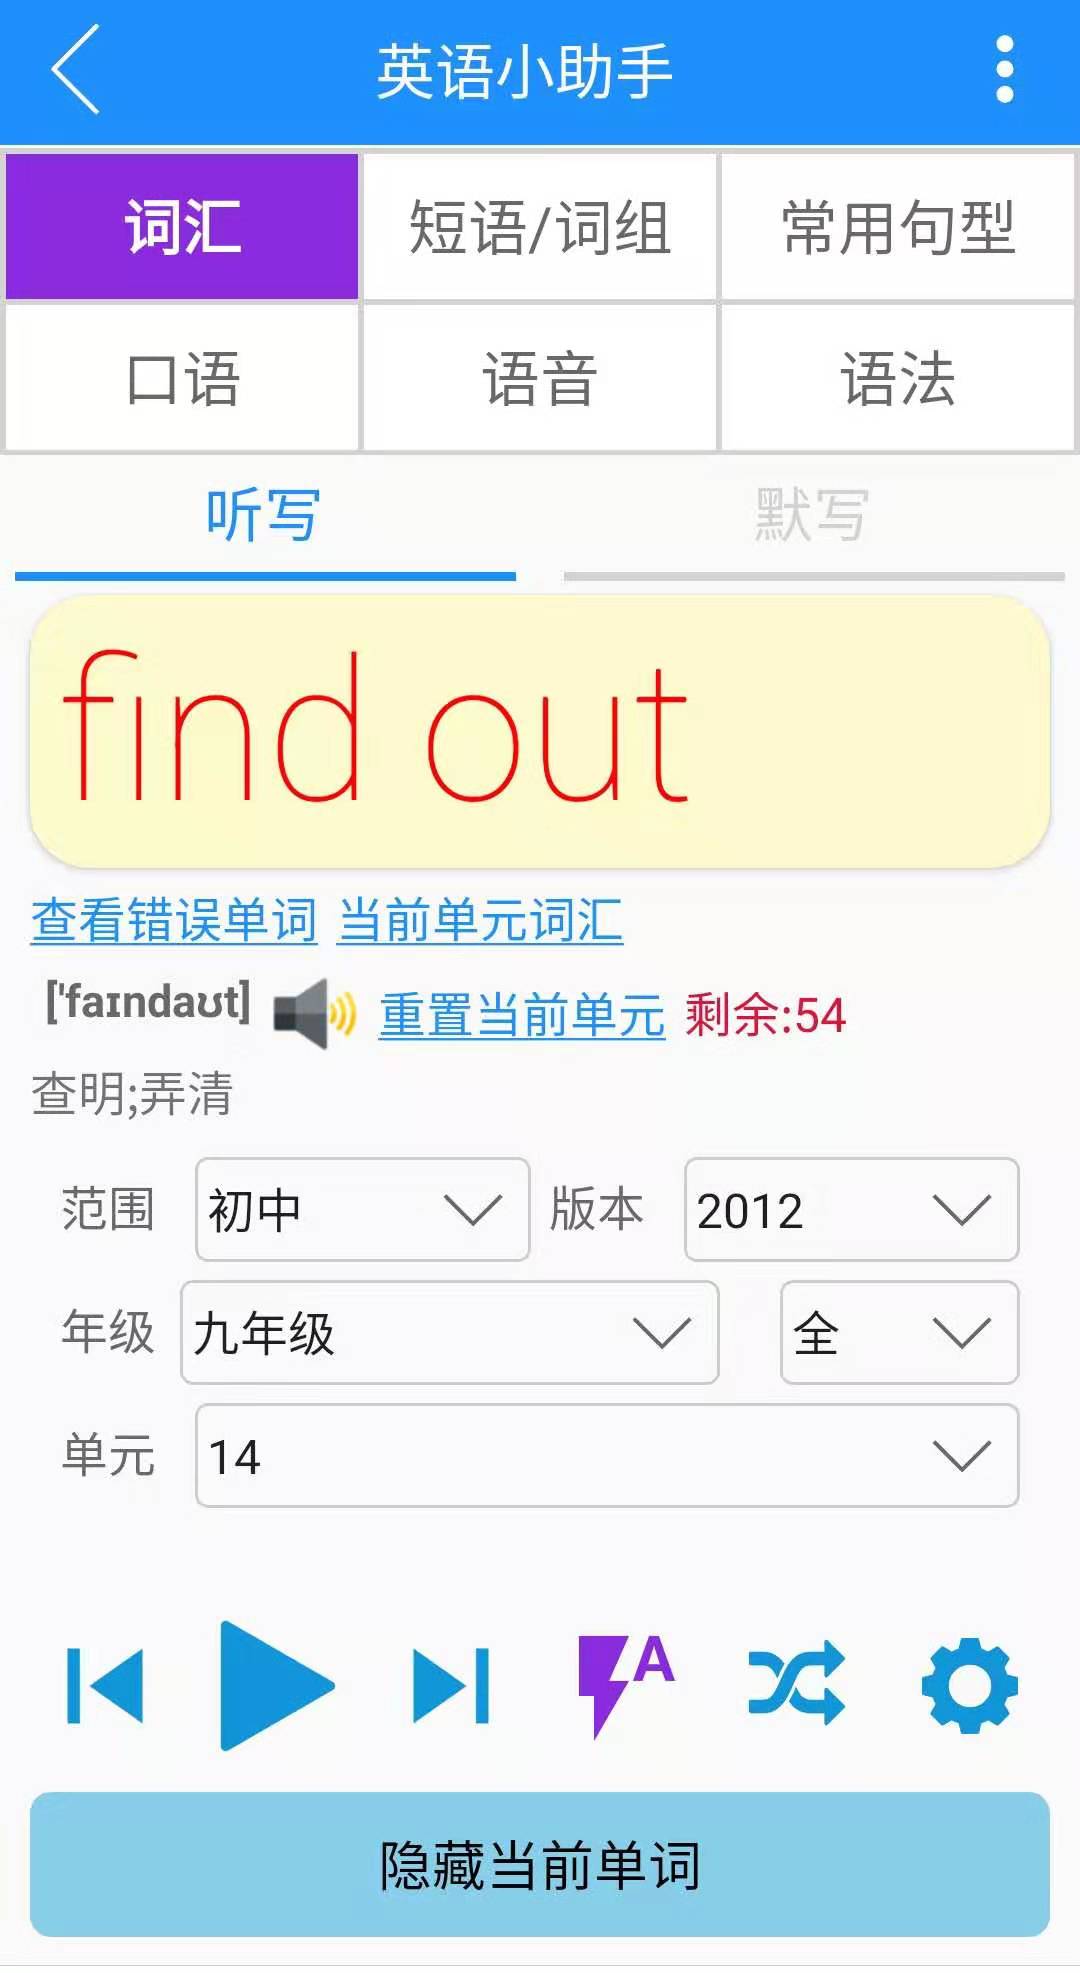 英语小助手
词汇 短语/词组 常用句型
口语 语音 语法
听写 默写
find out
查看错误单词 当前单元词汇
['faɪndaʊt] 重置当前单元 剩余:54
查明;弄清
范围 初中 版本 2012
年级 九年级 全
单元 14
A
隐藏当前单词